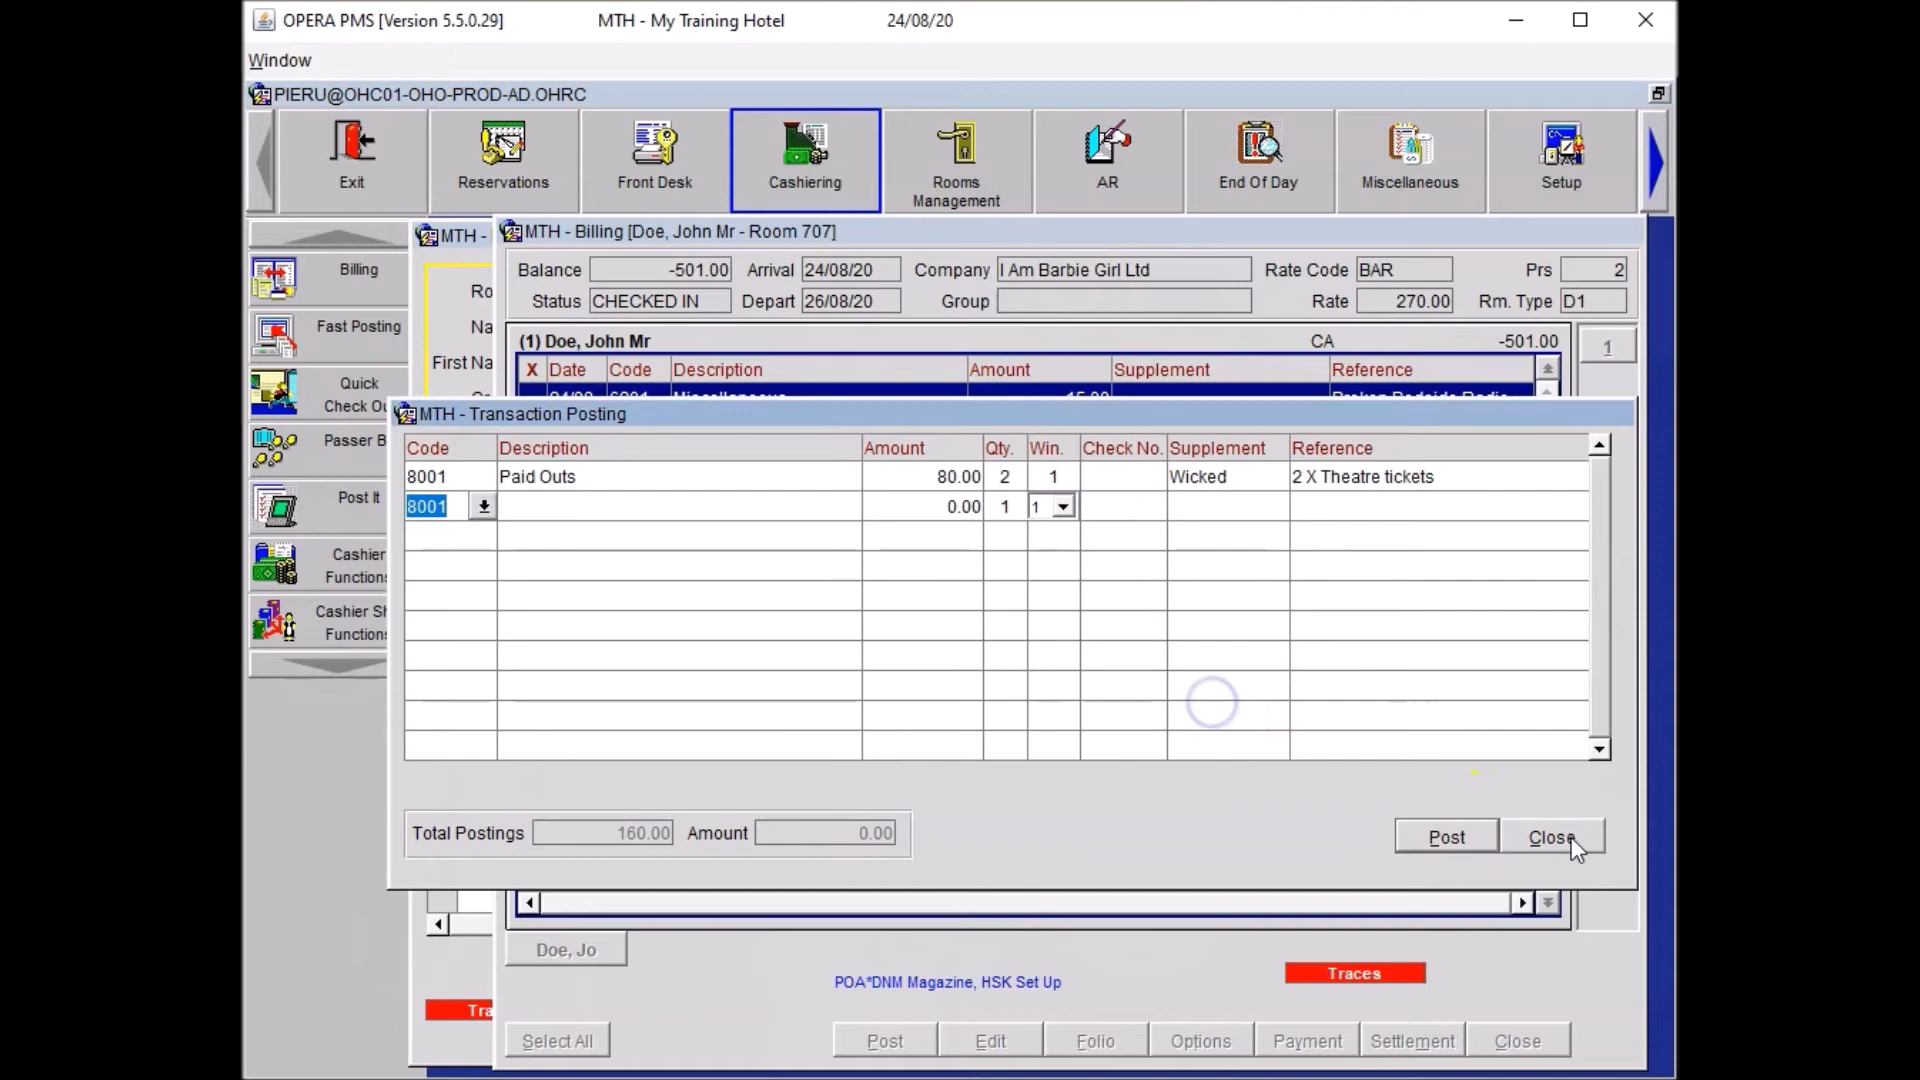 OPERA PMS [Version 5.5.0.29] MTH - My Training Hotel 24/08/20
Window
PIERU@OHC01-OHO-PROD-AD.OHRC
Exit Reservations Front Desk Cashiering Rooms Management AR End Of Day Miscellaneous Setup
MTH -
MTH - Billing [Doe, John Mr - Room 707]
Balance -501.00 Arrival 24/08/20 Company I Am Barbie Girl Ltd Rate Code BAR Prs 2
Status CHECKED IN Depart 26/08/20 Group Rate 270.00 Rm. Type D1
(1) Doe, John Mr CA -501.00 1
X Date Code Description Amount Supplement Reference
Billing
Fast Posting
Quick
Check Ou
Passer B
Post It
Cashier
Functions
Cashier Sh
Functions
Ro
Na
First Na
MTH - Transaction Posting
Code Description Amount Qty. Win. Check No. Supplement Reference
8001 Paid Outs 80.00 2 1 Wicked 2 X Theatre tickets
8001 0.00 1 1
Total Postings 160.00 Amount 0.00
Post Close
Doe, Jo
POA*DNM Magazine, HSK Set Up
Traces
Tra
Select All Post Edit Folio Options Payment Settlement Close